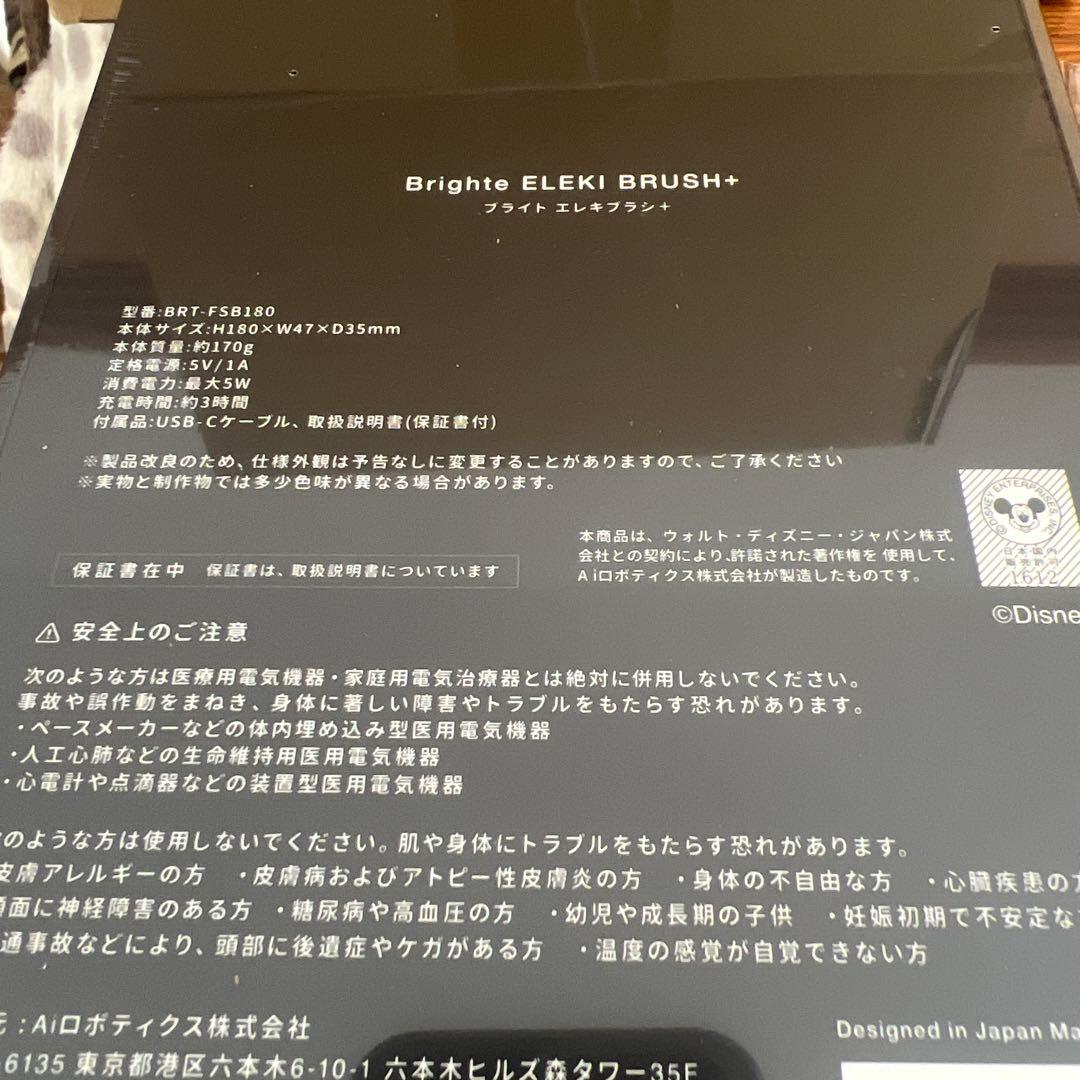 Brighte ELEKI BRUSH+
ブライト エレキブラシ+
型番:BRT-FSB180
本体サイズ:H180×W47×D35mm
本体質量:約170g
定格電源:5V/1A
消費電力:最大5W
充電時間:約3時間
付属品:USB-Cケーブル、取扱説明書(保証書付)
※製品改良のため、仕様外観は予告なしに変更することがありますので、ご了承ください
※実物と制作物では多少色味が異なる場合があります。
本商品は、ウォルト・ディズニー・ジャパン株式
会社との契約により、許諾された著作権を 使用して、
Aiロボティクス株式会社が製造したものです。
©DISNEY ENTERPRISES, INC
日本国内
販売許可
1612
©Disne
保証書在中 保証書は、取扱説明書についています
⚠ 安全上のご注意
次のような方は医療用電気機器・家庭用電気治療器とは絶対に併用しないでください。
事故や誤作動をまねき、身体に著しい障害やトラブルをもたらす恐れがあります。
・ペースメーカーなどの体内埋め込み型医用電気機器
・人工心肺などの生命維持用医用電気機器
・心電計や点滴器などの装置型医用電気機器
のような方は使用しないでください。肌や身体にトラブルをもたらす恐れがあります。
皮膚アレルギーの方 ・皮膚病およびアトピー性皮膚炎の方 ・身体の不自由な方 ・心臓疾患の方
面に神経障害のある方 ・糖尿病や高血圧の方 ・幼児や成長期の子供 ・妊娠初期で不安定な
通事故などにより、頭部に後遺症やケガがある方 ・温度の感覚が自覚できない方
元:Aiロボティクス株式会社
-6135 東京都港区六本木6-10-1 六本木ヒルズ森タワー35F
Designed in Japan Ma